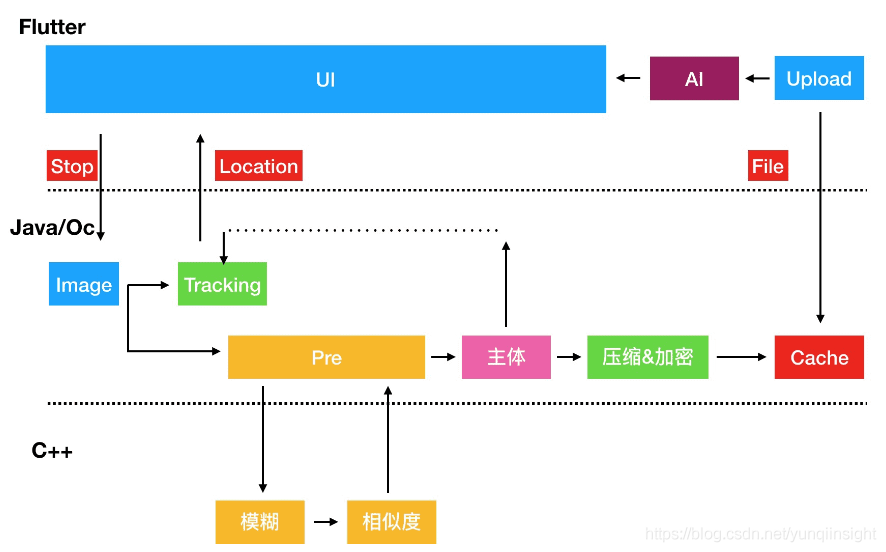 Flutter
UI
AI
Upload
Stop
Location
File
Java/Oc
Image
Tracking
Pre
主体
压缩&加密
Cache
C++
模糊
相似度
https://blog.csdn.net/yunqiinsight